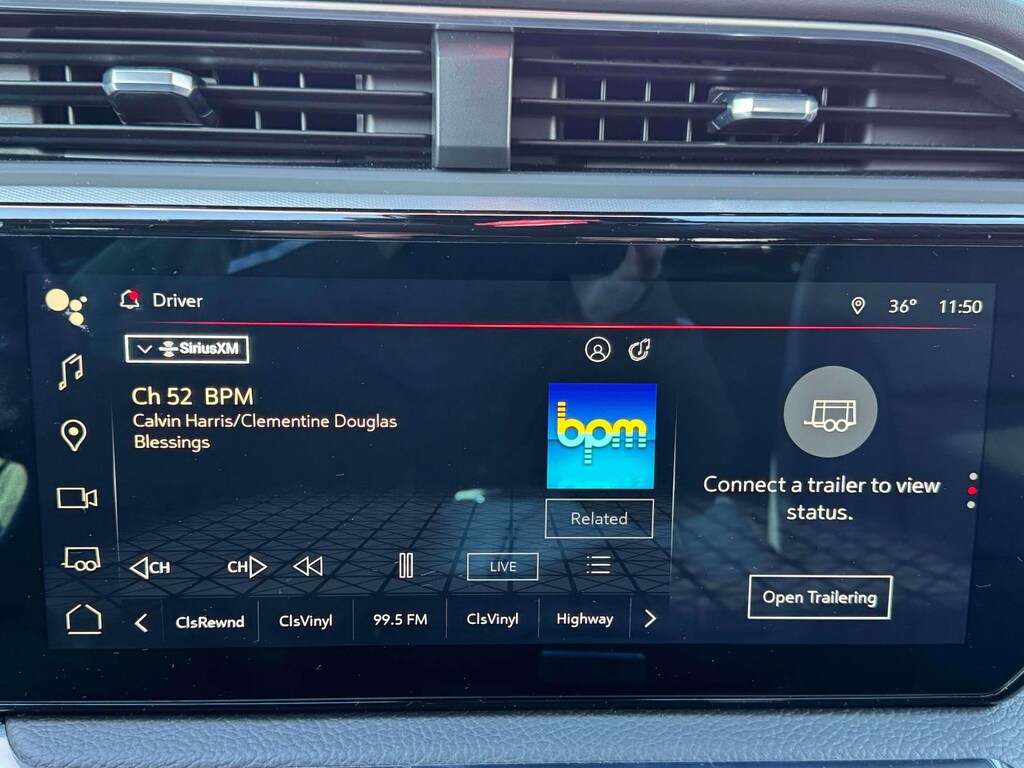 Driver
36° 11:50
SiriusXM
Ch 52 BPM
Calvin Harris/Clementine Douglas
Blessings
bpm
Related
Connect a trailer to view
status.
CH CH LIVE
Open Trailering
ClsRewnd ClsVinyl 99.5 FM ClsVinyl Highway